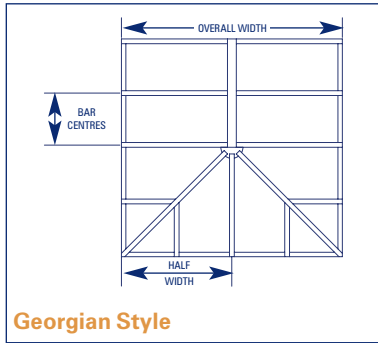 OVERALL WIDTH
BAR
CENTRES
HALF
WIDTH
Georgian Style